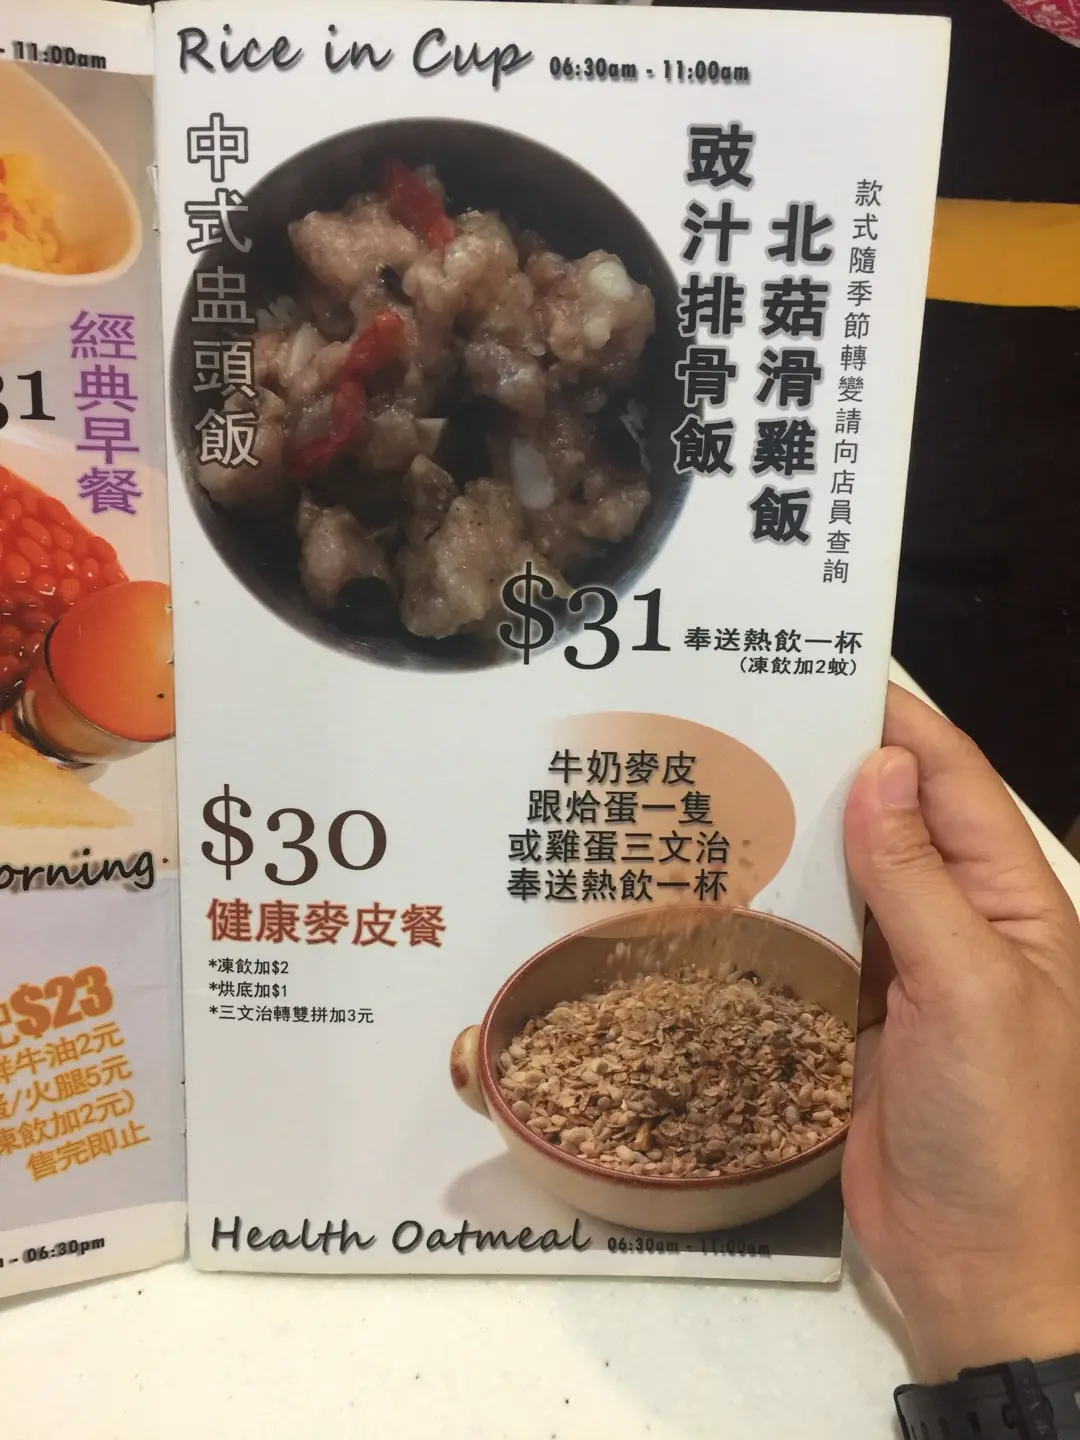 - 11:00am
31
經典早餐
orning
$23
鮮牛油2元
蛋/火腿5元
凍飲加2元)
售完即止
- 06:30pm
Rice in Cup 06:30am - 11:00am
中式盅頭飯
款式隨季節轉變請向店員查詢
北菇滑雞飯
豉汁排骨飯
$31 奉送熱飲一杯
(凍飲加2蚊)
牛奶麥皮
跟烚蛋一隻
或雞蛋三文治
奉送熱飲一杯
$30
健康麥皮餐
*凍飲加$2
*烘底加$1
*三文治轉雙拼加3元
Health Oatmeal 06:30am - 11:00am